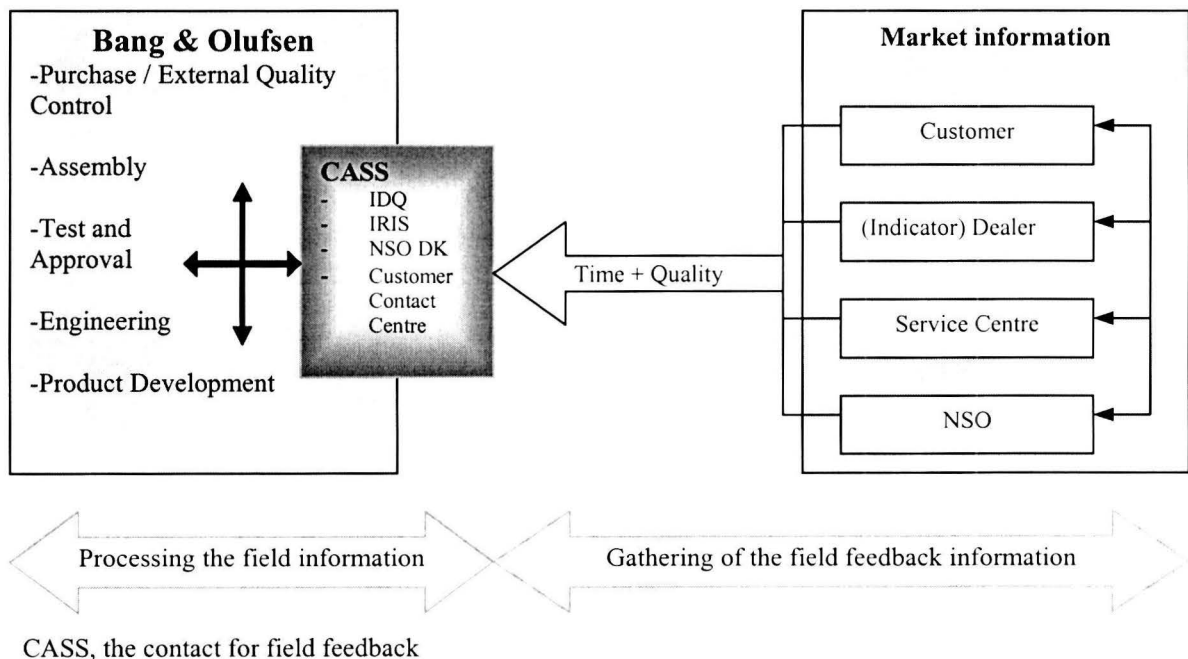 Bang & Olufsen
-Purchase / External Quality
Control
-Assembly
-Test and
Approval
-Engineering
-Product Development
CASS
- IDQ
- IRIS
- NSO DK
- Customer
Contact
Centre
Time + Quality
Market information
Customer
(Indicator) Dealer
Service Centre
NSO
Processing the field information
Gathering of the field feedback information
CASS, the contact for field feedback